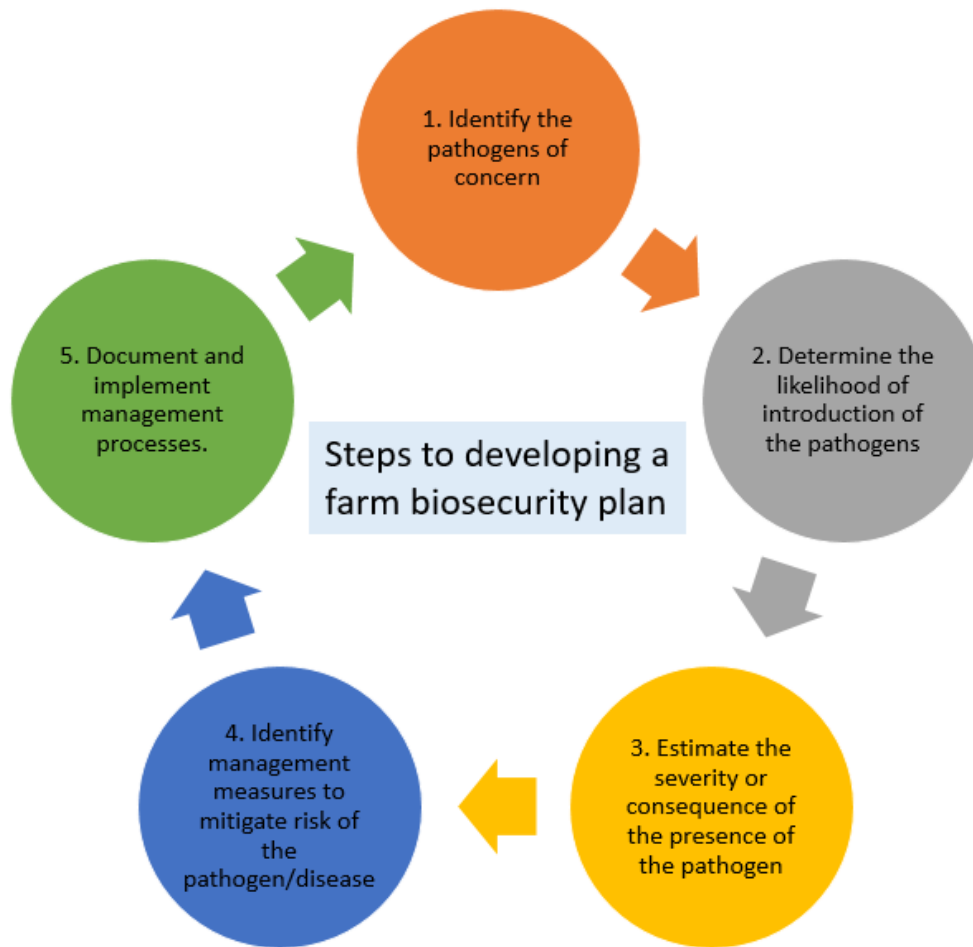 1. Identify the
pathogens of
concern
2. Determine the
likelihood of
introduction of
the pathogens
3. Estimate the
severity or
consequence of
the presence of
the pathogen
4. Identify
management
measures to
mitigate risk of
the
pathogen/disease
5. Document and
implement
management
processes.
Steps to developing a
farm biosecurity plan